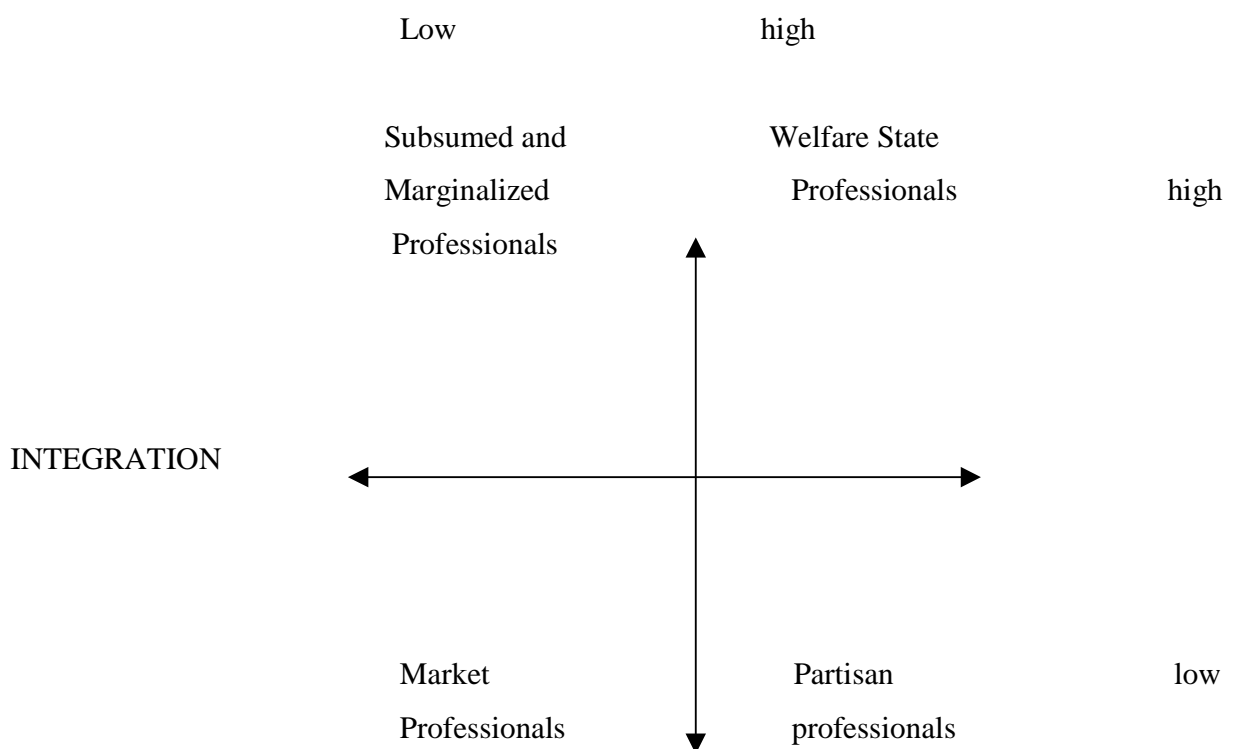 Low high
Subsumed and Welfare State
Marginalized Professionals high
Professionals
INTEGRATION
Market Partisan low
Professionals professionals